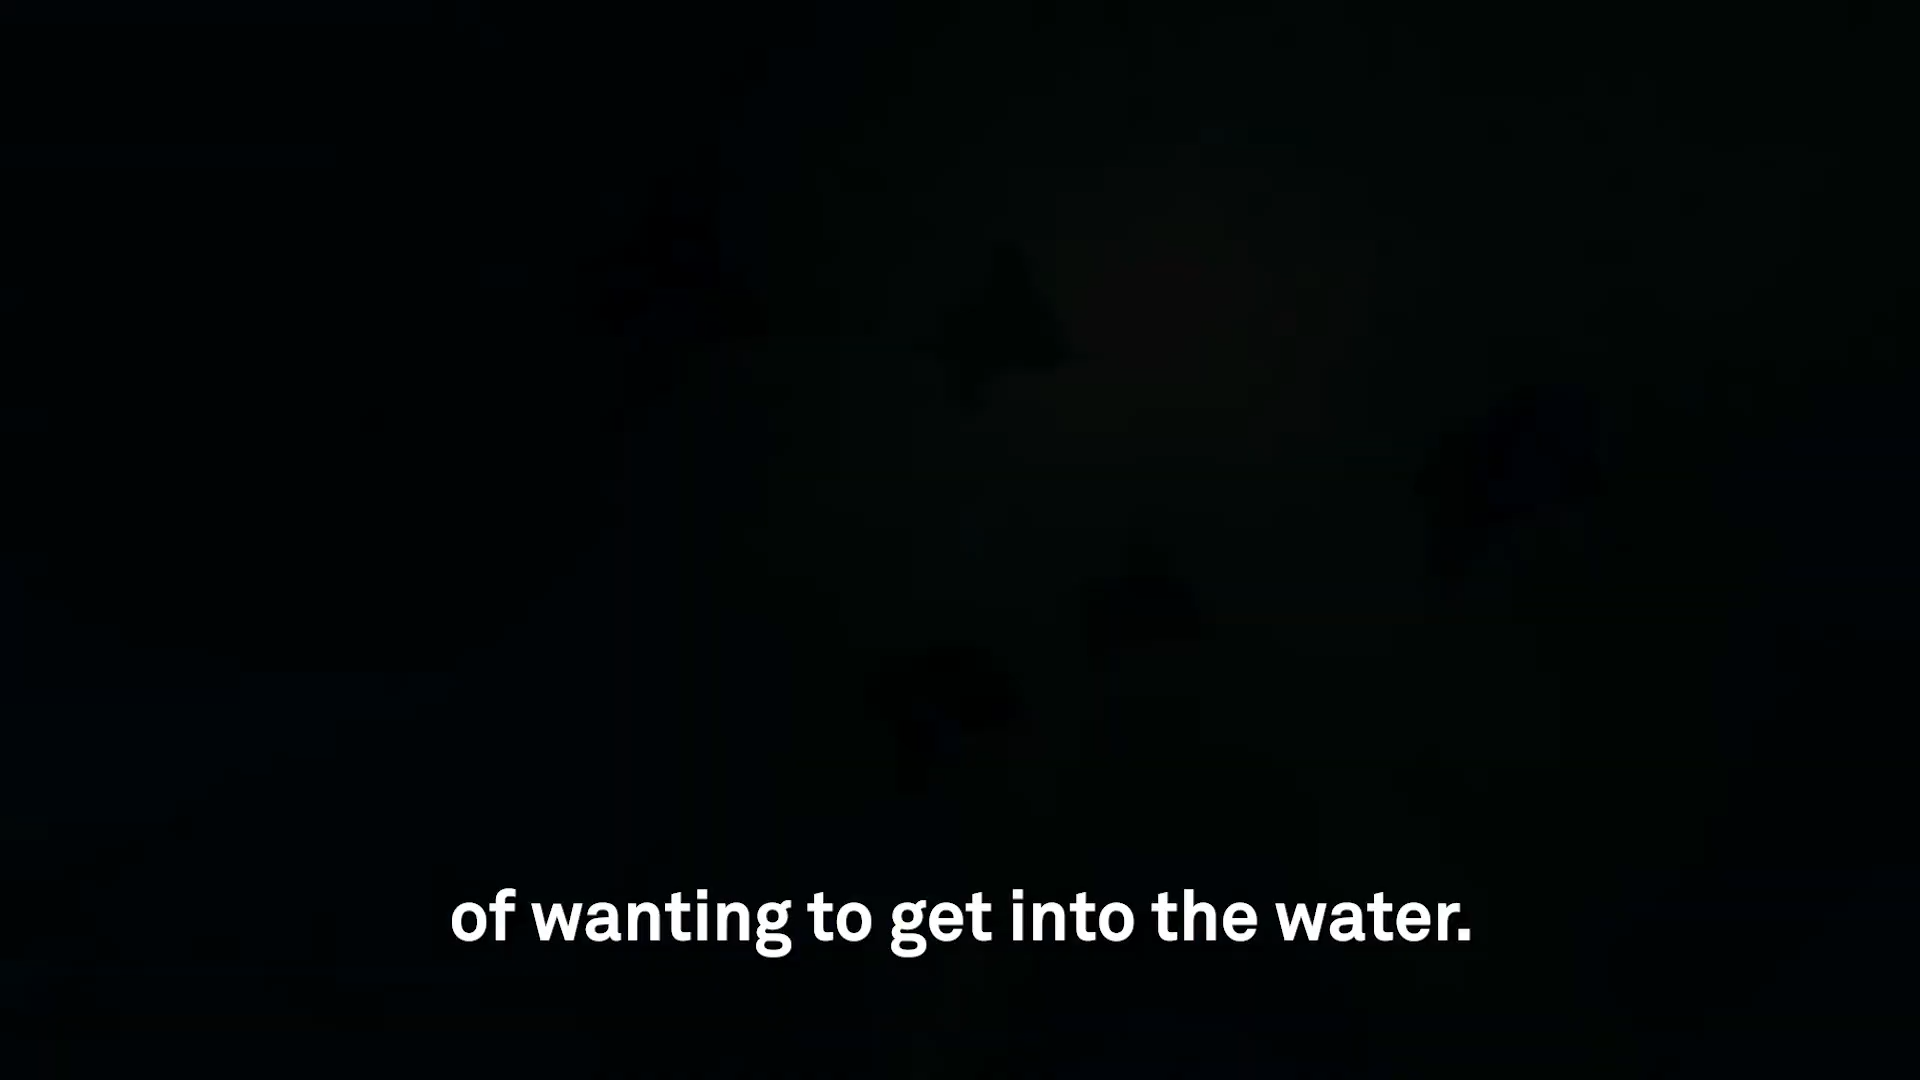 of wanting to get into the water.